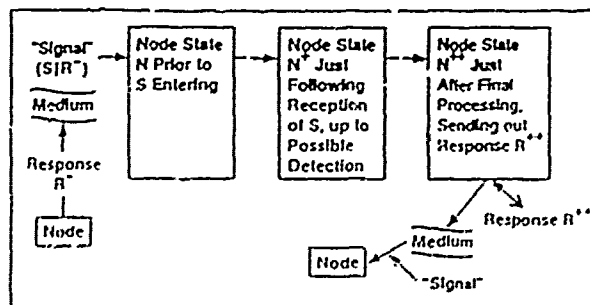 "Signal"
(S|R⁻)
Medium
Response
R⁻
Node
Node State
N Prior to
S Entering
Node State
N⁺ Just
Following
Reception
of S, up to
Possible
Detection
Node State
N⁺⁺ Just
After Final
Processing,
Sending out
Response R⁺⁺
Response R⁺⁺
Medium
Node
"Signal"